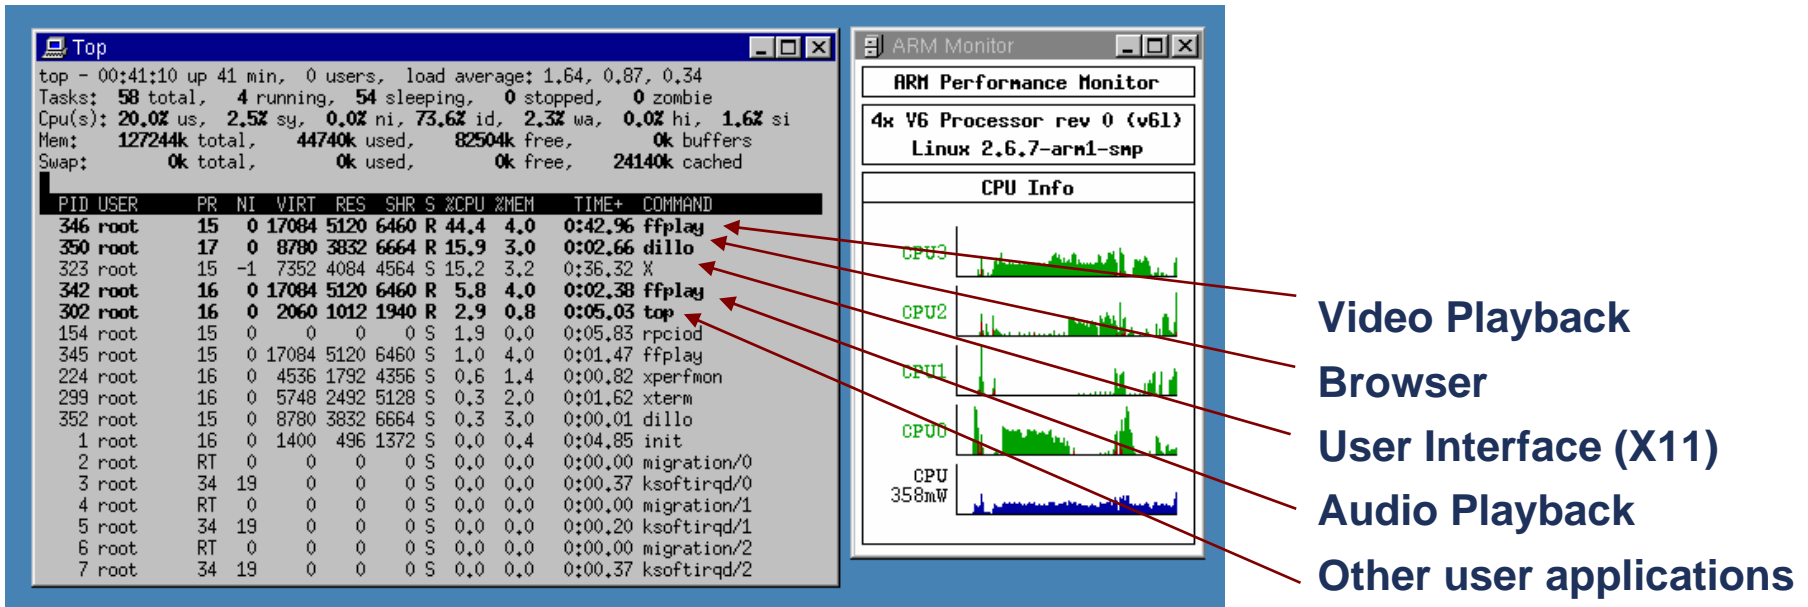 Top
top - 00:41:10 up 41 min, 0 users, load average: 1.64, 0.87, 0.34
Tasks: 58 total, 4 running, 54 sleeping, 0 stopped, 0 zombie
Cpu(s): 20.0% us, 2.5% sy, 0.0% ni, 73.6% id, 2.3% wa, 0.0% hi, 1.6% si
Mem: 127244k total, 44740k used, 82504k free, 0k buffers
Swap: 0k total, 0k used, 0k free, 24140k cached
PID USER PR NI VIRT RES SHR S %CPU %MEM TIME+ COMMAND
346 root 15 0 17084 5120 6460 R 44.4 4.0 0:42.96 ffplay
350 root 17 0 8780 3832 6664 R 15.9 3.0 0:02.66 dillo
323 root 15 -1 7352 4084 4564 S 15.2 3.2 0:36.32 X
342 root 16 0 17084 5120 6460 R 5.8 4.0 0:02.38 ffplay
302 root 16 0 2060 1012 1940 R 2.9 0.8 0:05.03 top
154 root 15 0 0 0 0 S 1.9 0.0 0:05.83 rpciod
345 root 15 0 17084 5120 6460 S 1.0 4.0 0:01.47 ffplay
224 root 16 0 4536 1792 4356 S 0.6 1.4 0:00.82 xperfmon
299 root 16 0 5748 2492 5128 S 0.3 2.0 0:01.62 xterm
352 root 15 0 8780 3832 6664 S 0.3 3.0 0:00.01 dillo
1 root 16 0 1400 496 1372 S 0.0 0.4 0:04.85 init
2 root RT 0 0 0 0 S 0.0 0.0 0:00.00 migration/0
3 root 34 19 0 0 0 S 0.0 0.0 0:00.37 ksoftirqd/0
4 root RT 0 0 0 0 S 0.0 0.0 0:00.00 migration/1
5 root 34 19 0 0 0 S 0.0 0.0 0:00.20 ksoftirqd/1
6 root RT 0 0 0 0 S 0.0 0.0 0:00.00 migration/2
7 root 34 19 0 0 0 S 0.0 0.0 0:00.37 ksoftirqd/2
ARM Monitor
ARM Performance Monitor
4x V6 Processor rev 0 (v6l)
Linux 2.6.7-arm1-smp
CPU Info
CPU3
CPU2
CPU1
CPU0
CPU
358mW
Video Playback
Browser
User Interface (X11)
Audio Playback
Other user applications